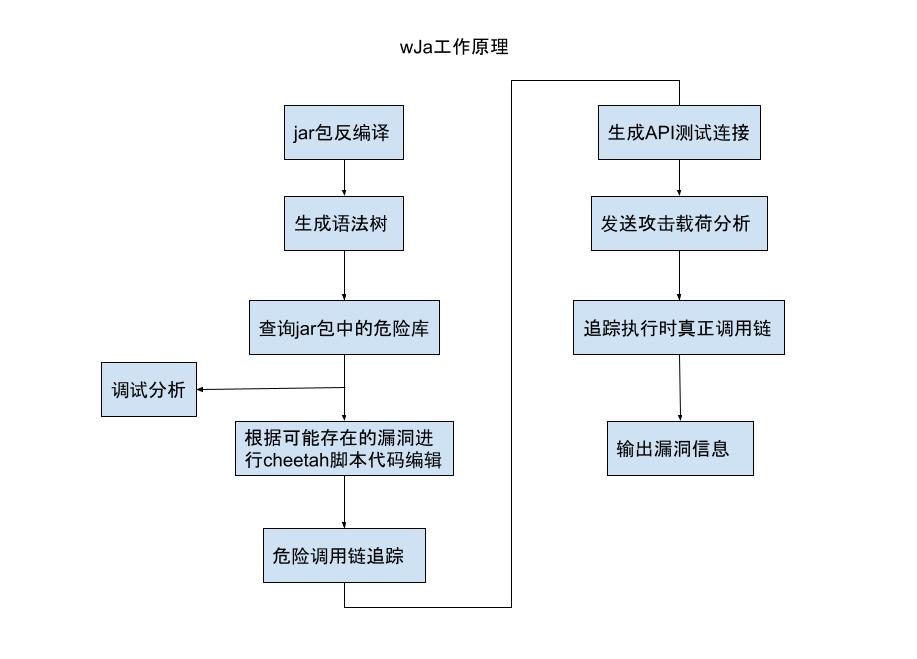 wJa工作原理
jar包反编译
生成语法树
查询jar包中的危险库
调试分析
根据可能存在的漏洞进
行cheetah脚本代码编辑
危险调用链追踪
生成API测试连接
发送攻击载荷分析
追踪执行时真正调用链
输出漏洞信息